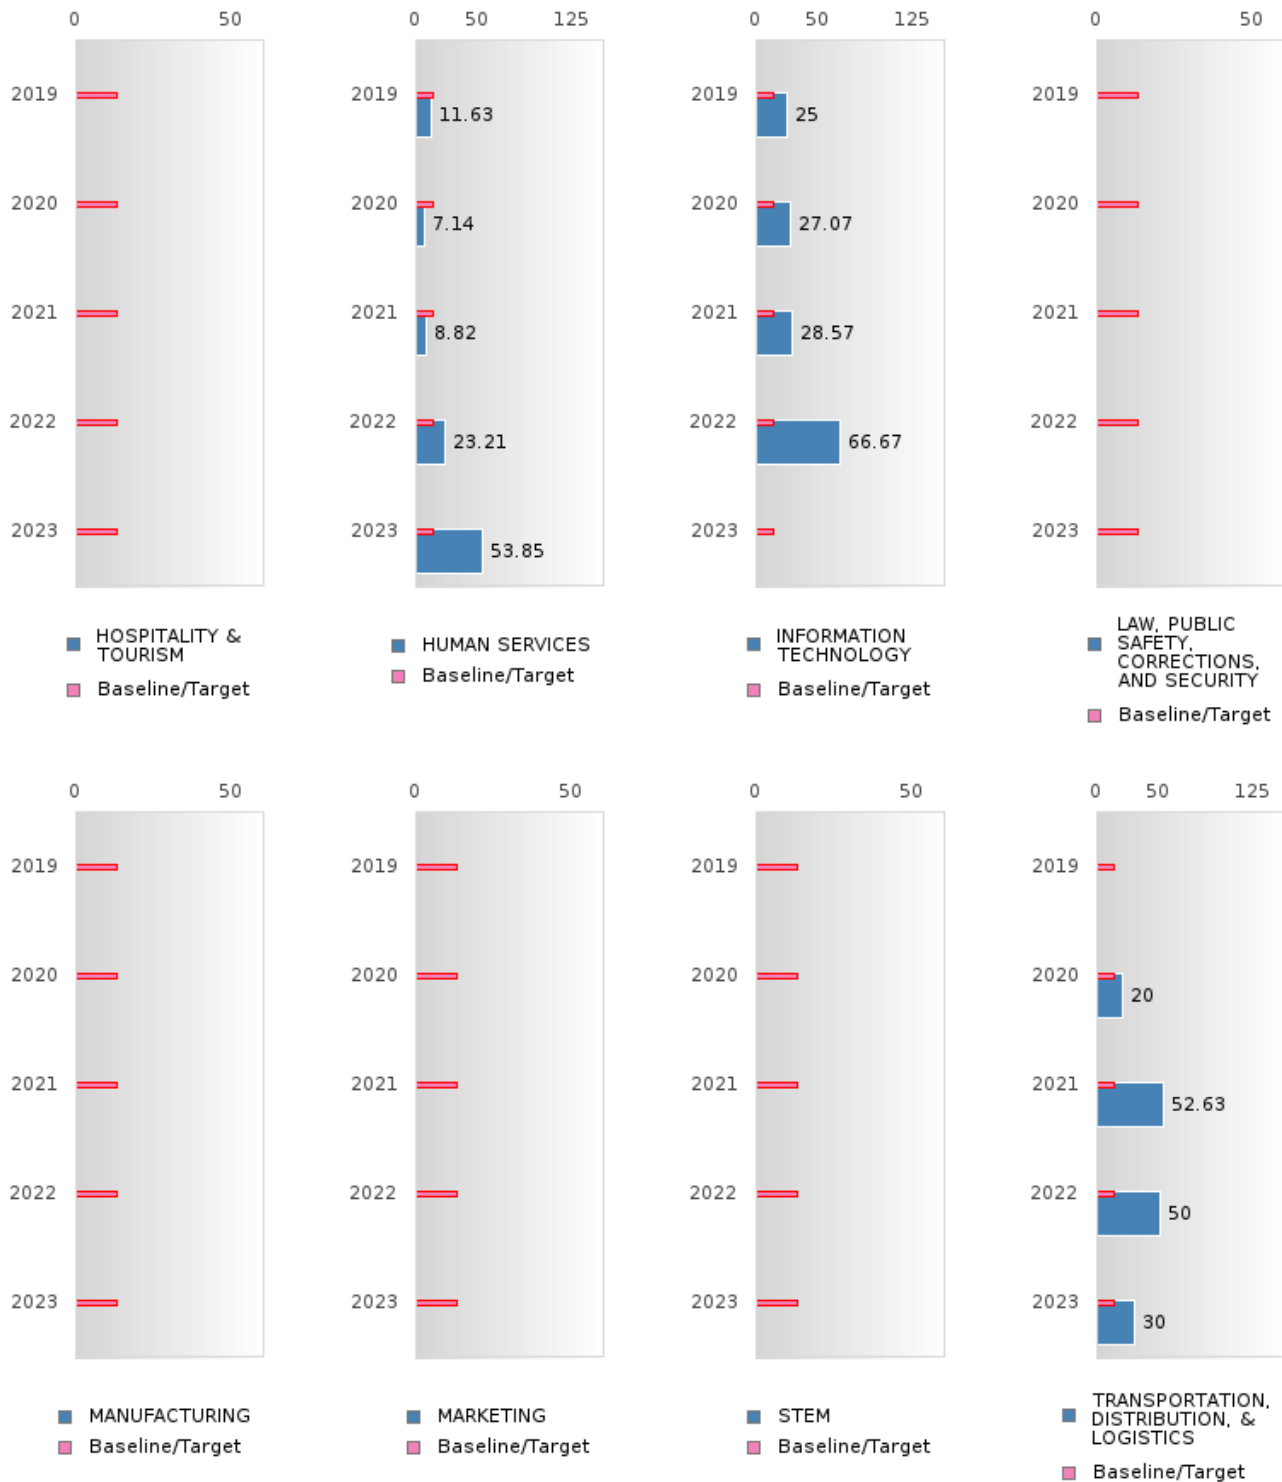 0 50
2019
2020
2021
2022
2023
HOSPITALITY &
TOURISM
Baseline/Target
0 50 125
2019
11.63
2020
7.14
2021
8.82
2022
23.21
2023
53.85
HUMAN SERVICES
Baseline/Target
0 50 125
2019
25
2020
27.07
2021
28.57
2022
66.67
2023
INFORMATION
TECHNOLOGY
Baseline/Target
0 50
2019
2020
2021
2022
2023
LAW, PUBLIC
SAFETY,
CORRECTIONS,
AND SECURITY
Baseline/Target
0 50
2019
2020
2021
2022
2023
MANUFACTURING
Baseline/Target
0 50
2019
2020
2021
2022
2023
MARKETING
Baseline/Target
0 50
2019
2020
2021
2022
2023
STEM
Baseline/Target
0 50 125
2019
2020
20
2021
52.63
2022
50
2023
30
TRANSPORTATION,
DISTRIBUTION, &
LOGISTICS
Baseline/Target